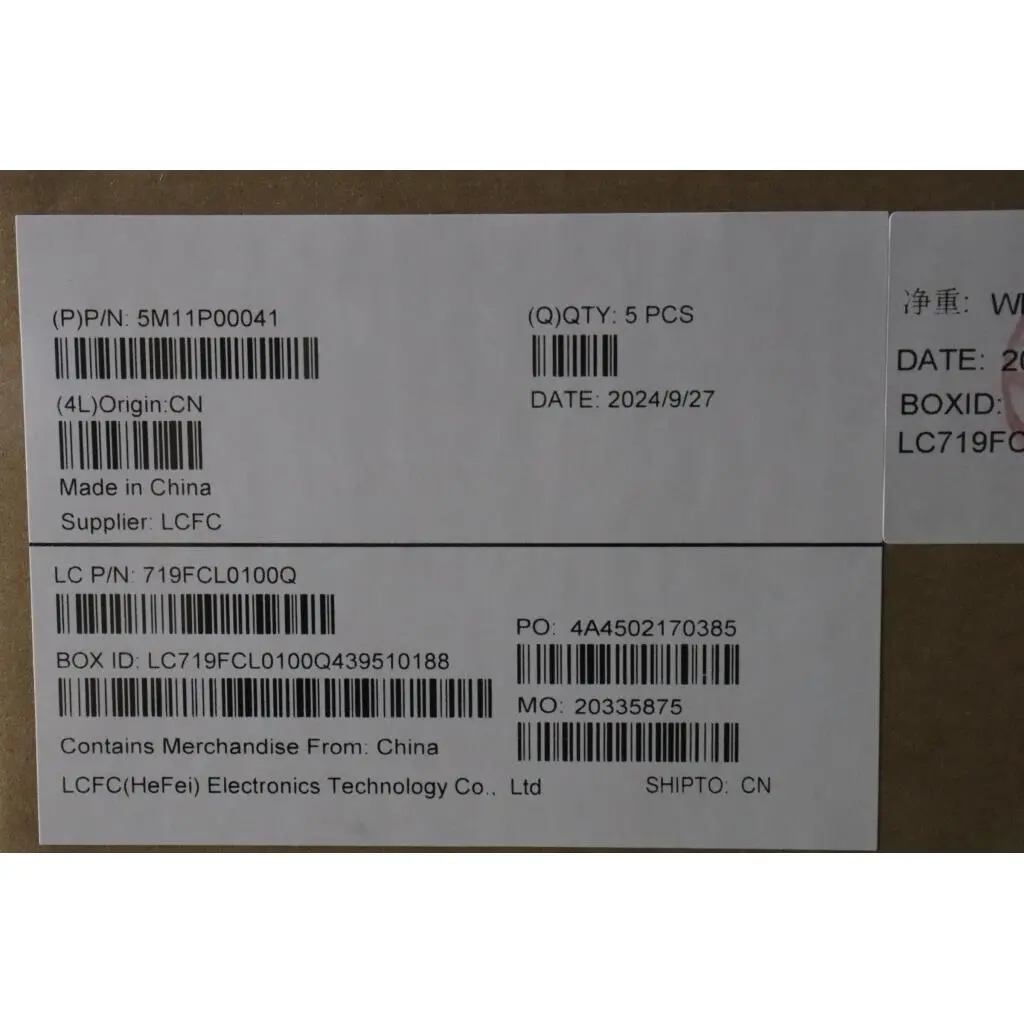 (P)P/N: 5M11P00041
(Q)QTY: 5 PCS
(4L)Origin:CN
DATE: 2024/9/27
Made in China
Supplier: LCFC
LC P/N: 719FCL0100Q
PO: 4A4502170385
BOX ID: LC719FCL0100Q439510188
MO: 20335875
Contains Merchandise From: China
LCFC(HeFei) Electronics Technology Co., Ltd
SHIPTO: CN
净重:
DATE: 20
BOXID:
LC719FC